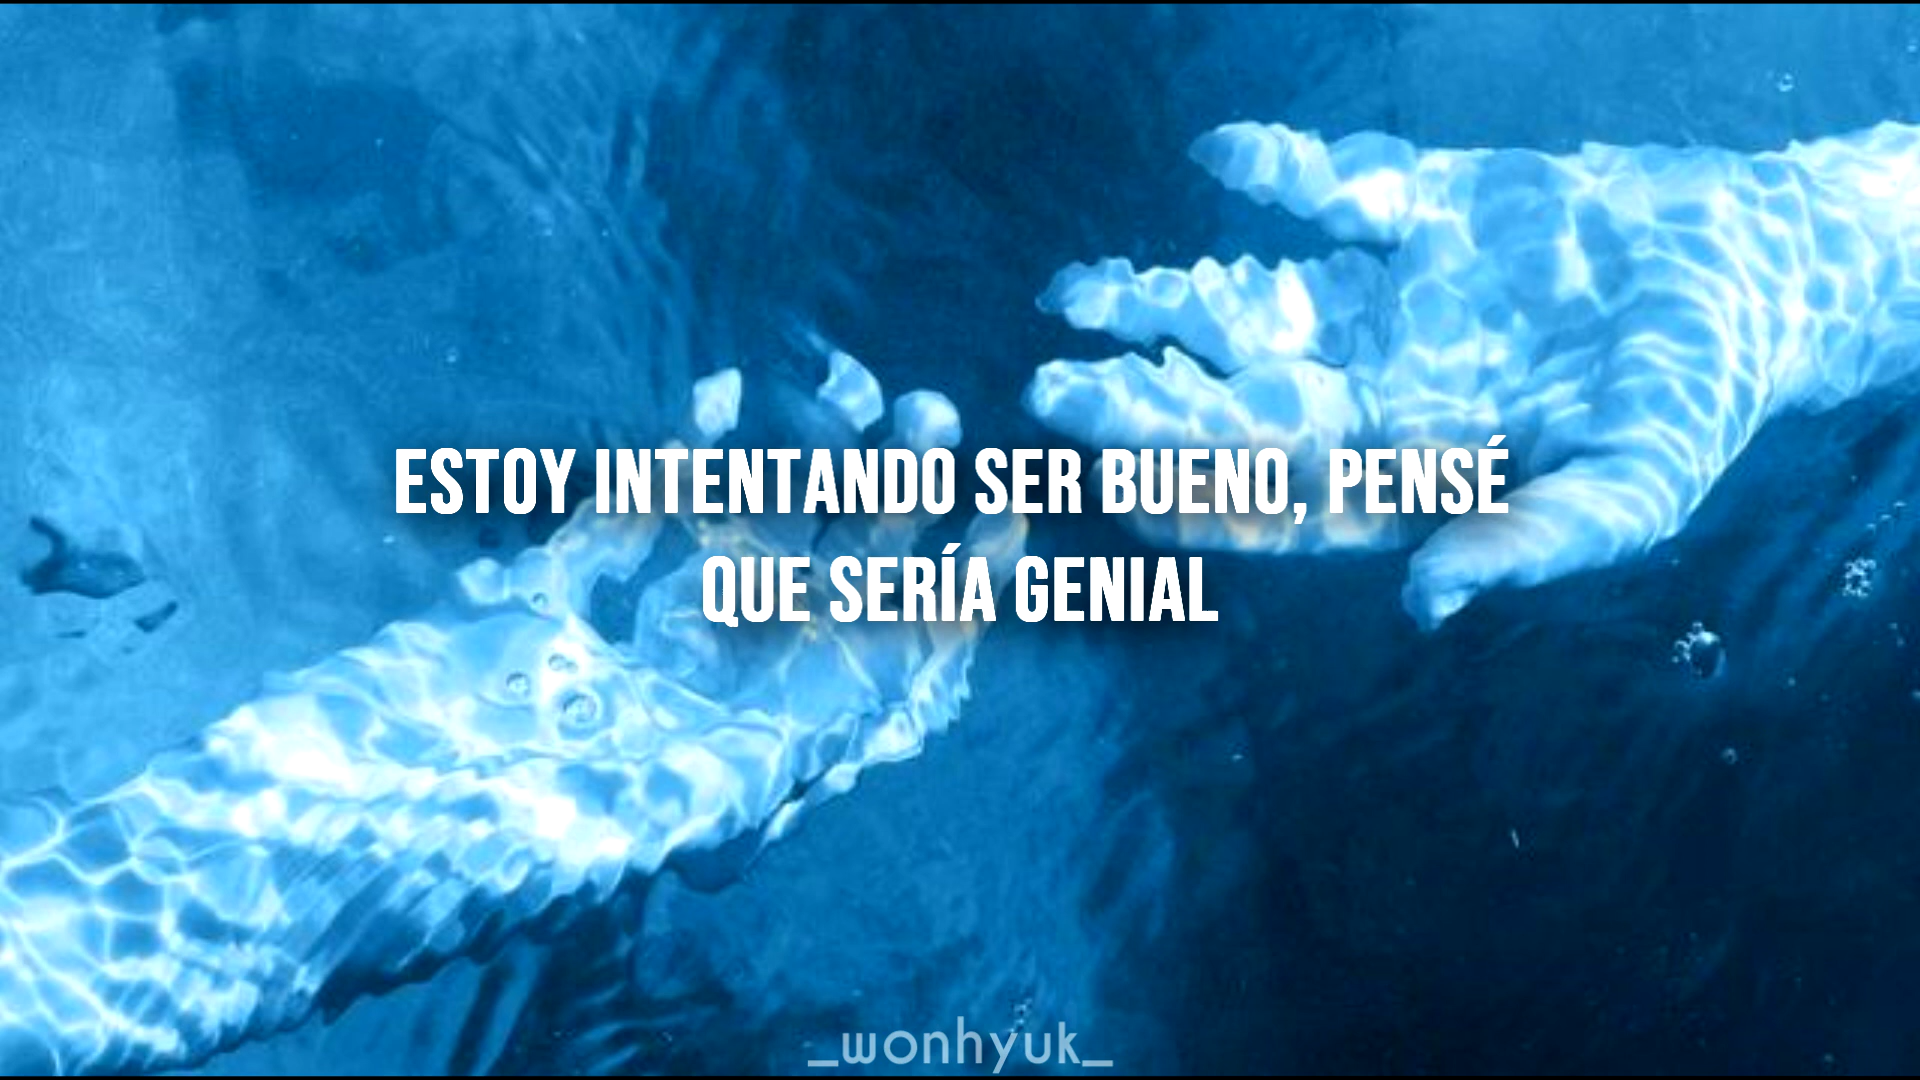 ESTOY INTENTANDO SER BUENO, PENSÉ
QUE SERÍA GENIAL
_wonhyuk_